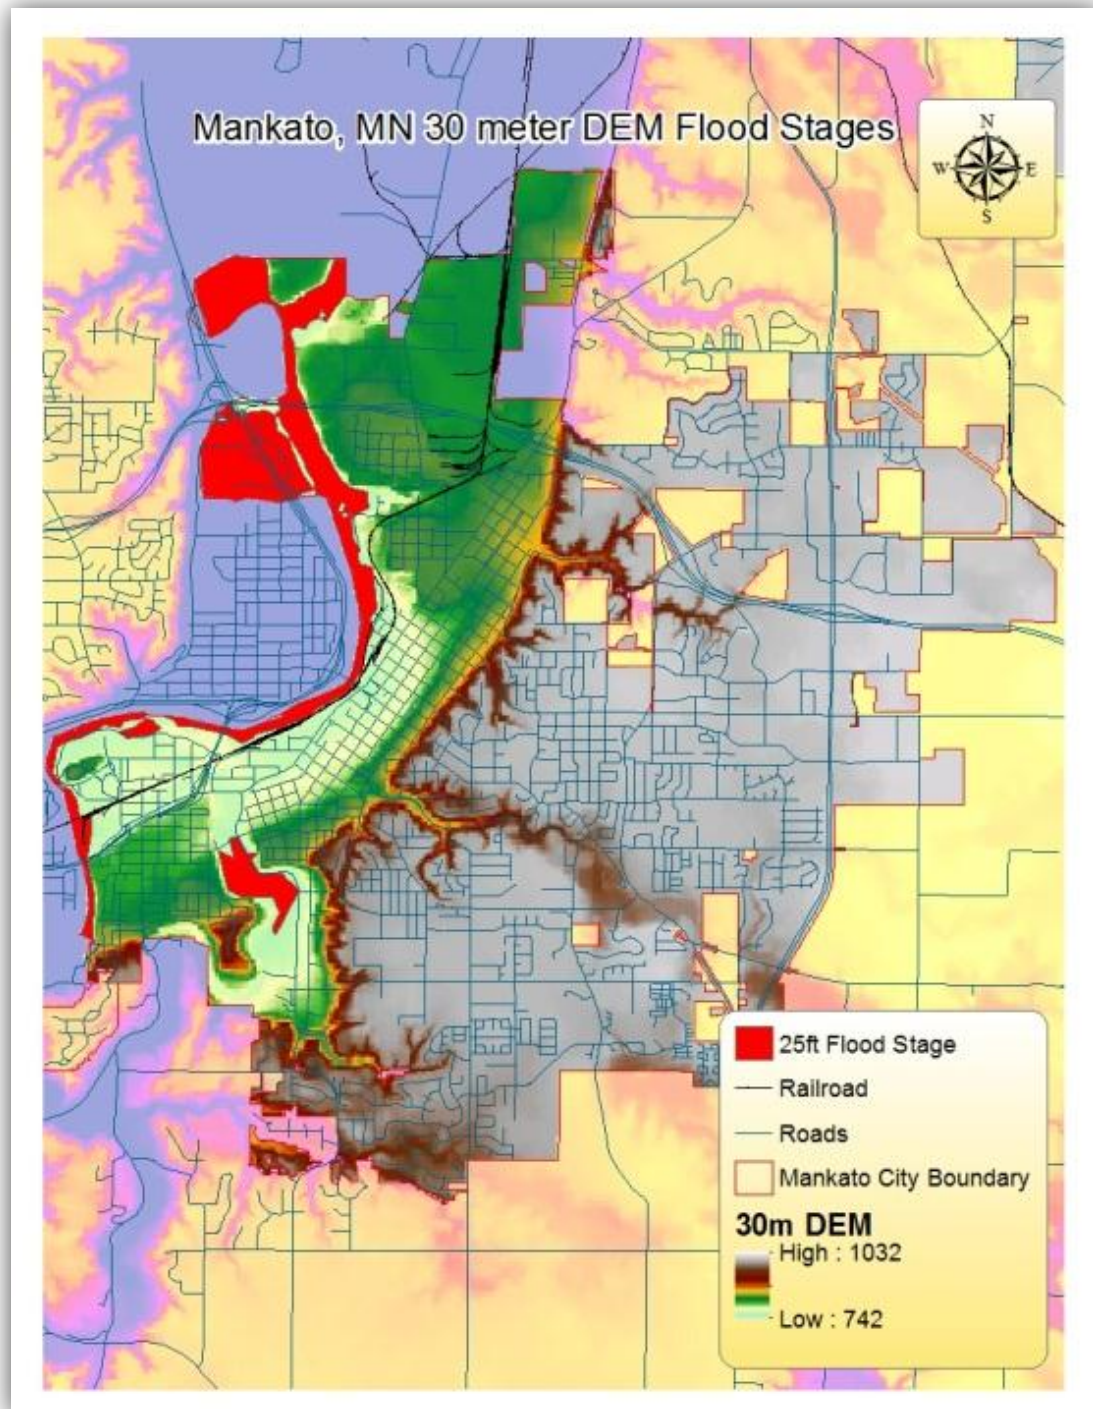 Mankato, MN 30 meter DEM Flood Stages
N
W E
S
25ft Flood Stage
Railroad
Roads
Mankato City Boundary
30m DEM
High : 1032
Low : 742